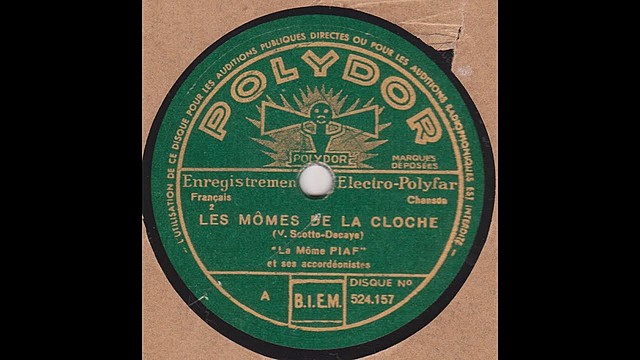 L'UTILISATION DE CE DISQUE POUR LES AUDITIONS PUBLIQUES DIRECTES OU POUR LES AUDITIONS RADIOPHONIQUES EST INTERDITE
POLYDOR
POLYDOR
MARQUES
DÉPOSÉES
Enregistremen Electro-Polyfar
Français
Chanson
2
LES MÔMES DE LA CLOCHE
(V. Scotto-Decaye)
"La Môme PIAF"
et ses accordéonistes
A
B.I.E.M.
DISQUE No
524.157